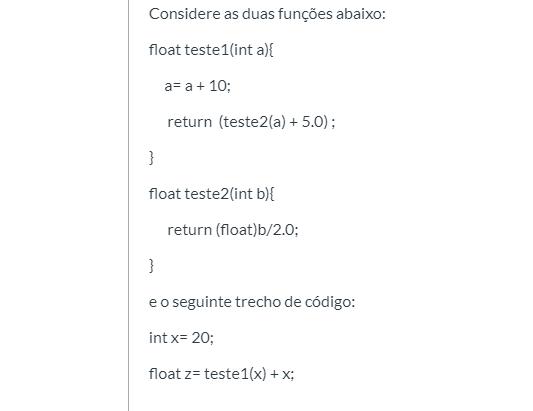 Considere as duas funções abaixo:
float teste1(int a){
a= a + 10;
return (teste2(a) + 5.0) ;
}
float teste2(int b){
return (float)b/2.0;
}
e o seguinte trecho de código:
int x= 20;
float z= teste1(x) + x;